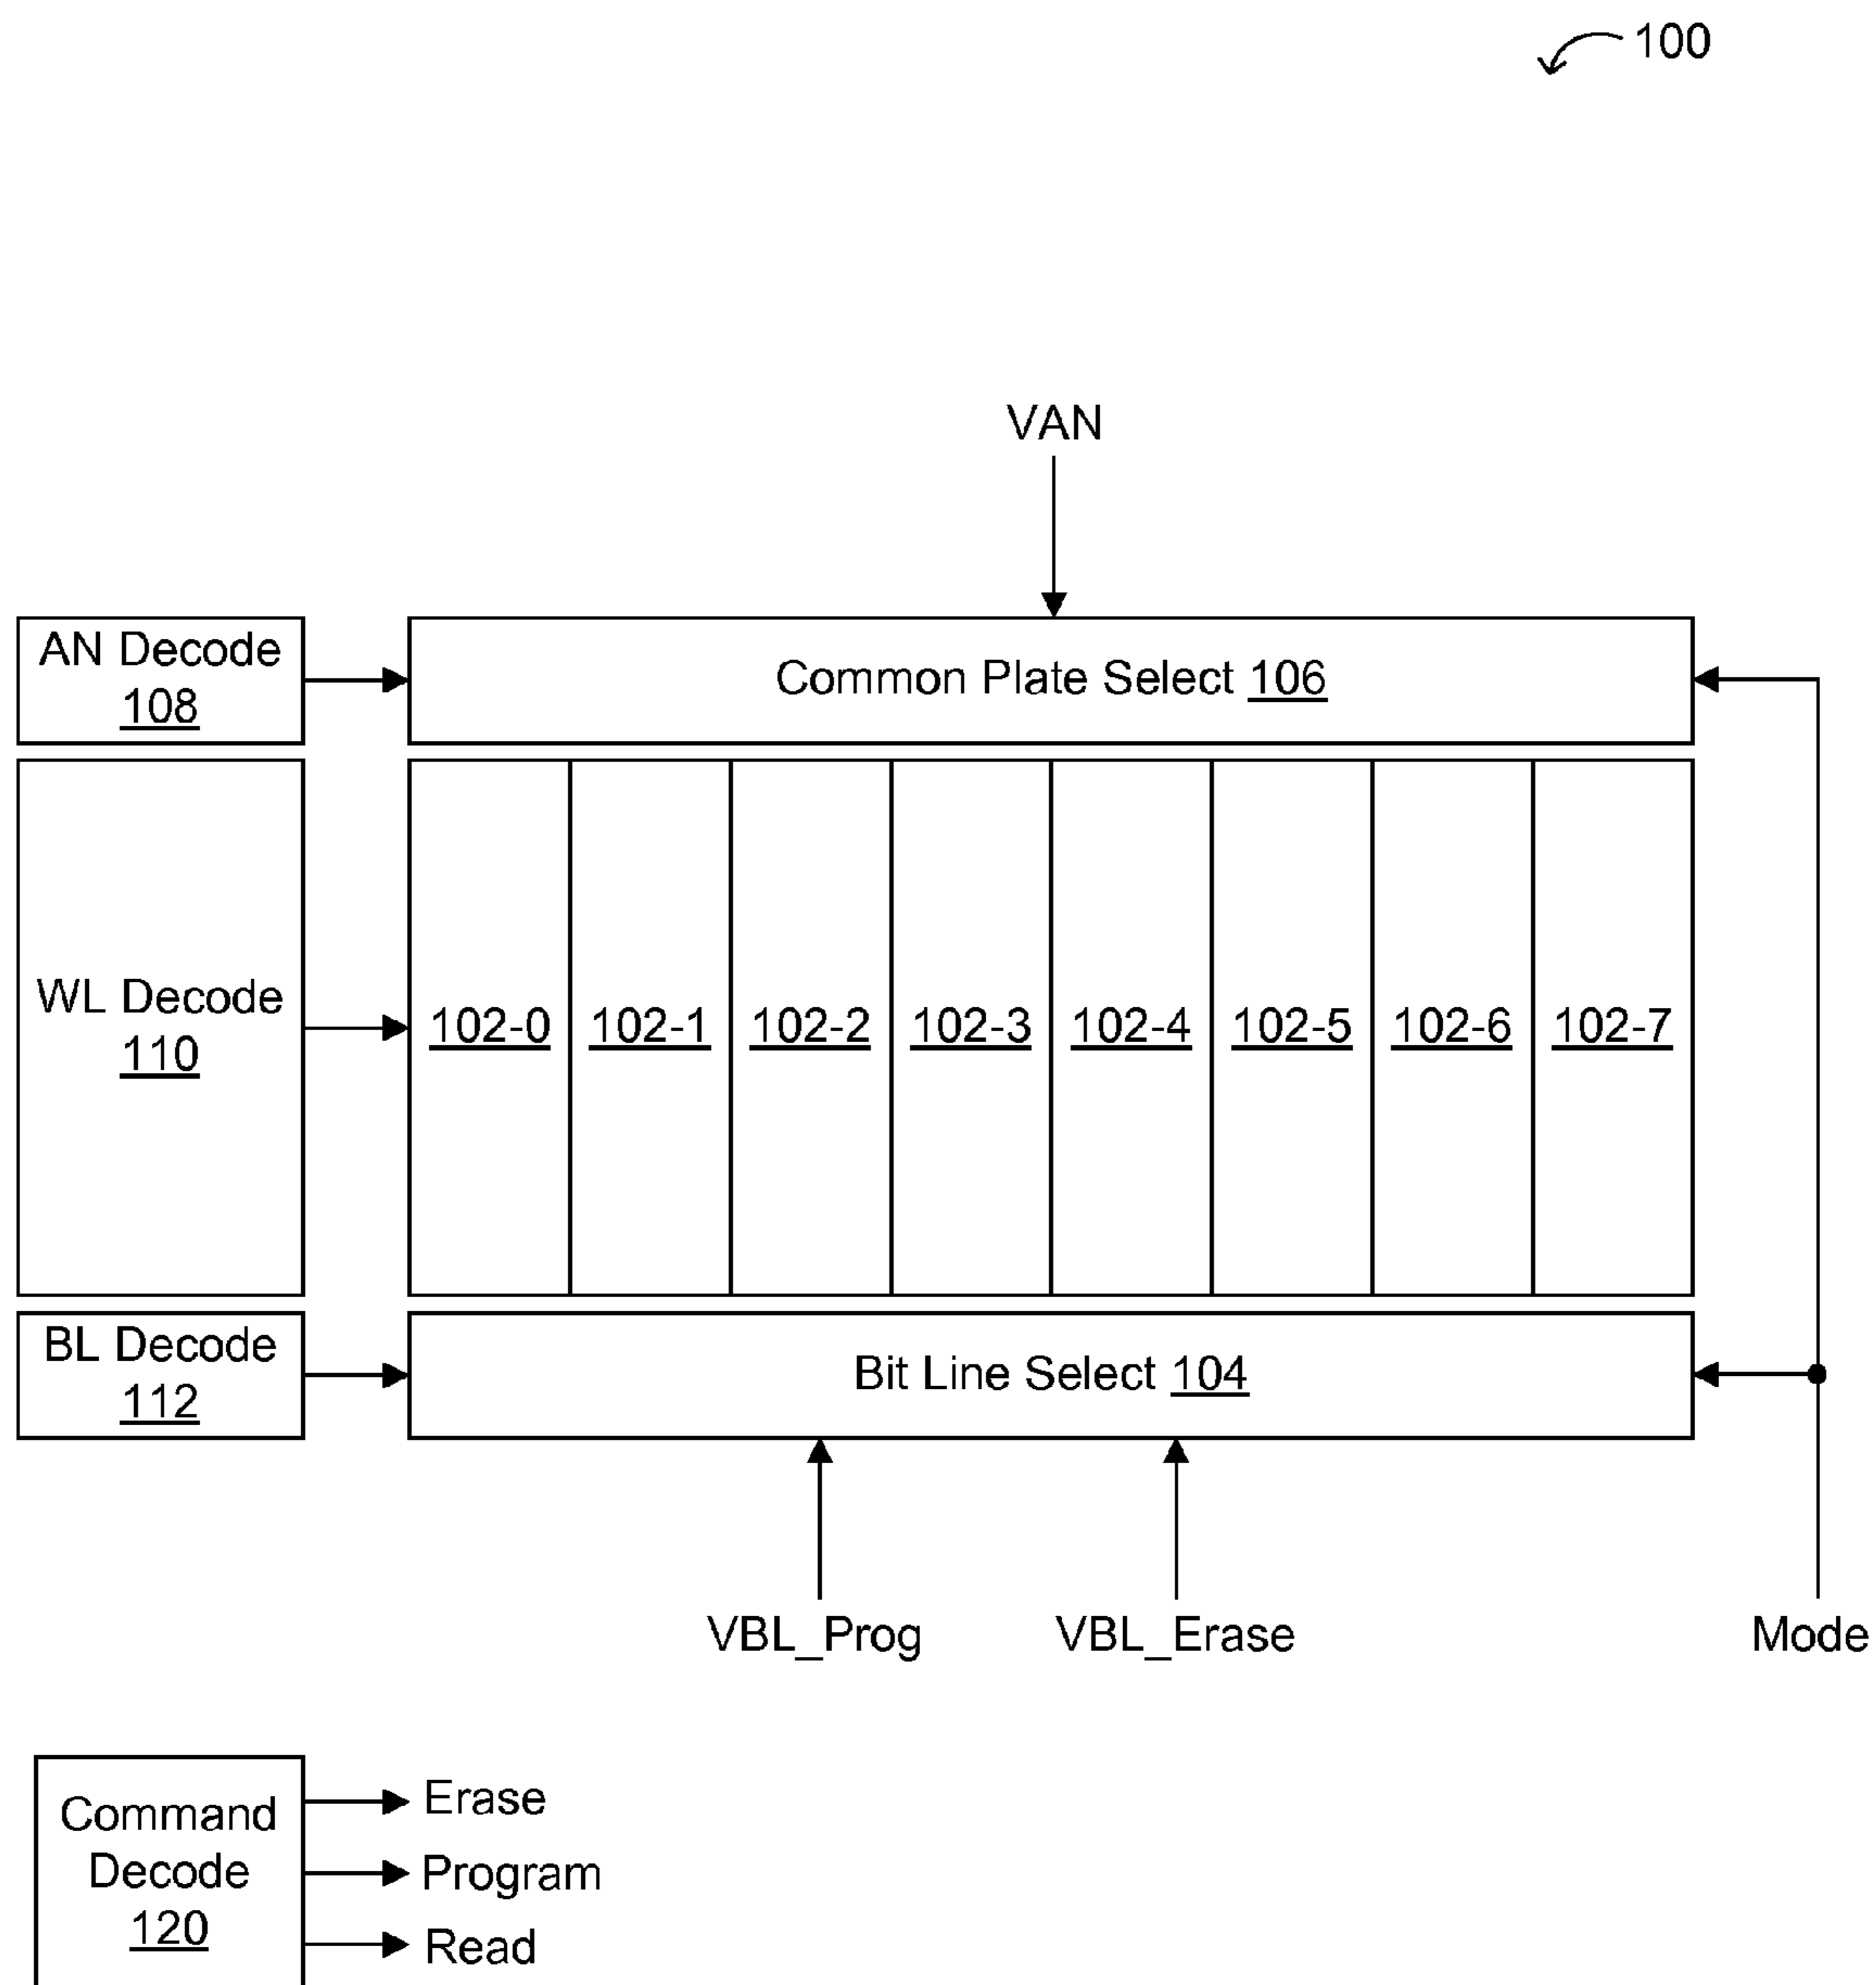 100
VAN
AN Decode
108
Common Plate Select 106
WL Decode
110
102-0 102-1 102-2 102-3 102-4 102-5 102-6 102-7
BL Decode
112
Bit Line Select 104
VBL_Prog VBL_Erase Mode
Command
Decode
120
Erase
Program
Read